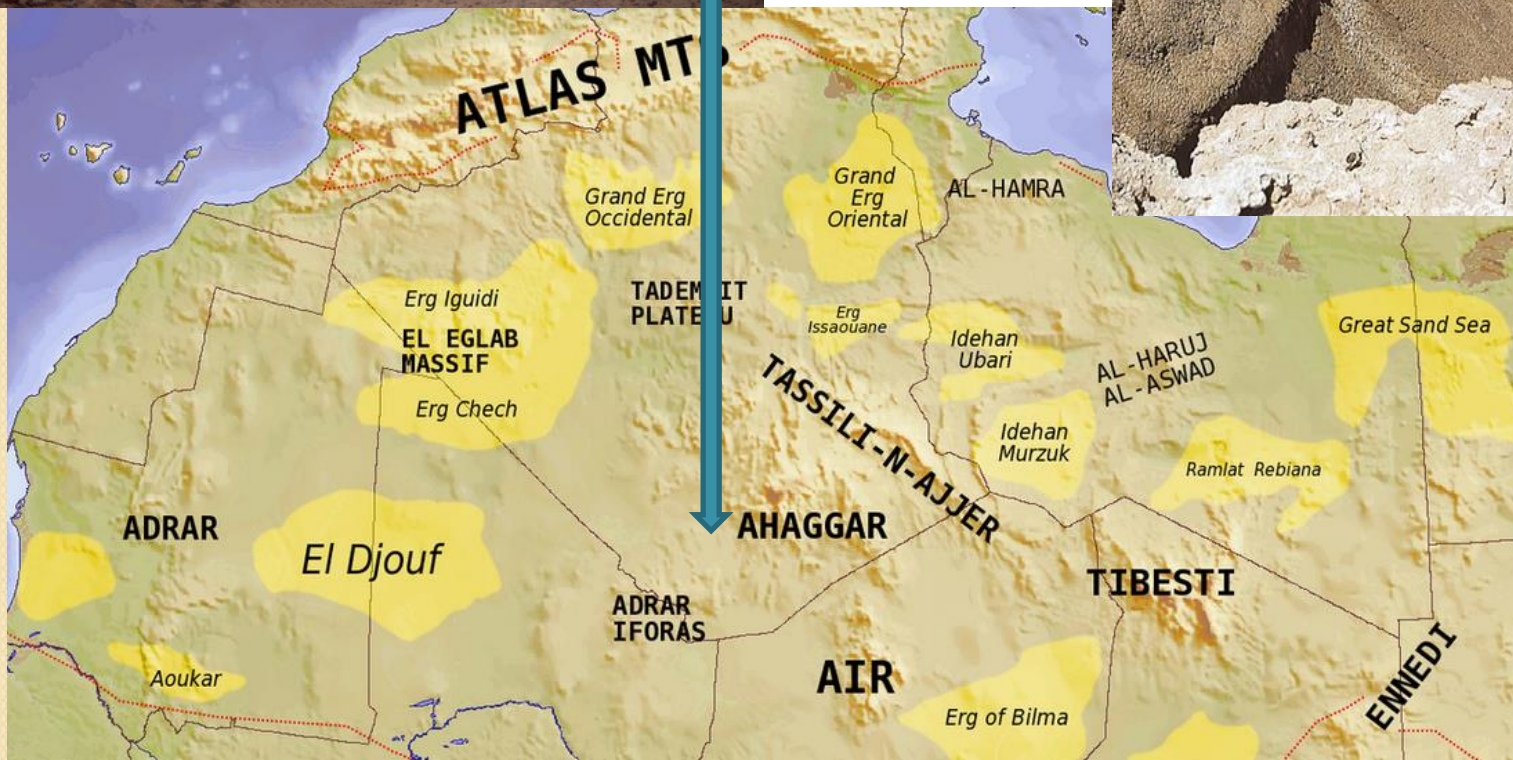 ATLAS MTS
Grand Erg
Occidental
Grand
Erg
Oriental
AL-HAMRA
Erg Iguidi
EL EGLAB
MASSIF
Erg Chech
TADEMAIT
PLATEAU
Erg
Issaouane
Idehan
Ubari
AL-HARUJ
AL-ASWAD
Great Sand Sea
TASSILI-N-AJJER
Idehan
Murzuk
Ramlat Rebiana
ADRAR
El Djouf
AHAGGAR
ADRAR
IFORAS
TIBESTI
Aoukar
AIR
Erg of Bilma
ENNEDI